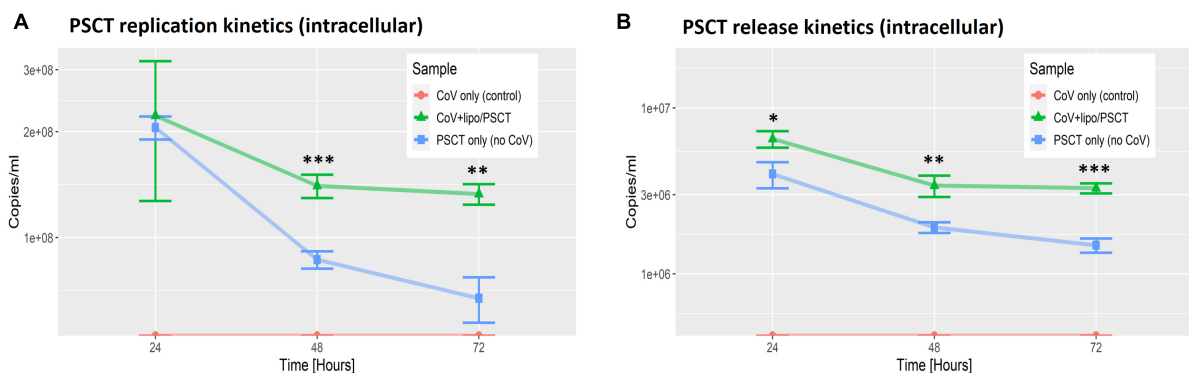 A
PSCT replication kinetics (intracellular)
3e+08
2e+08
1e+08
Copies/ml
Sample
CoV only (control)
CoV+lipo/PSCT
PSCT only (no CoV)
***
**
24
48
72
Time [Hours]
B
PSCT release kinetics (intracellular)
1e+07
3e+06
1e+06
Copies/ml
Sample
CoV only (control)
CoV+lipo/PSCT
PSCT only (no CoV)
*
**
***
24
48
72
Time [Hours]